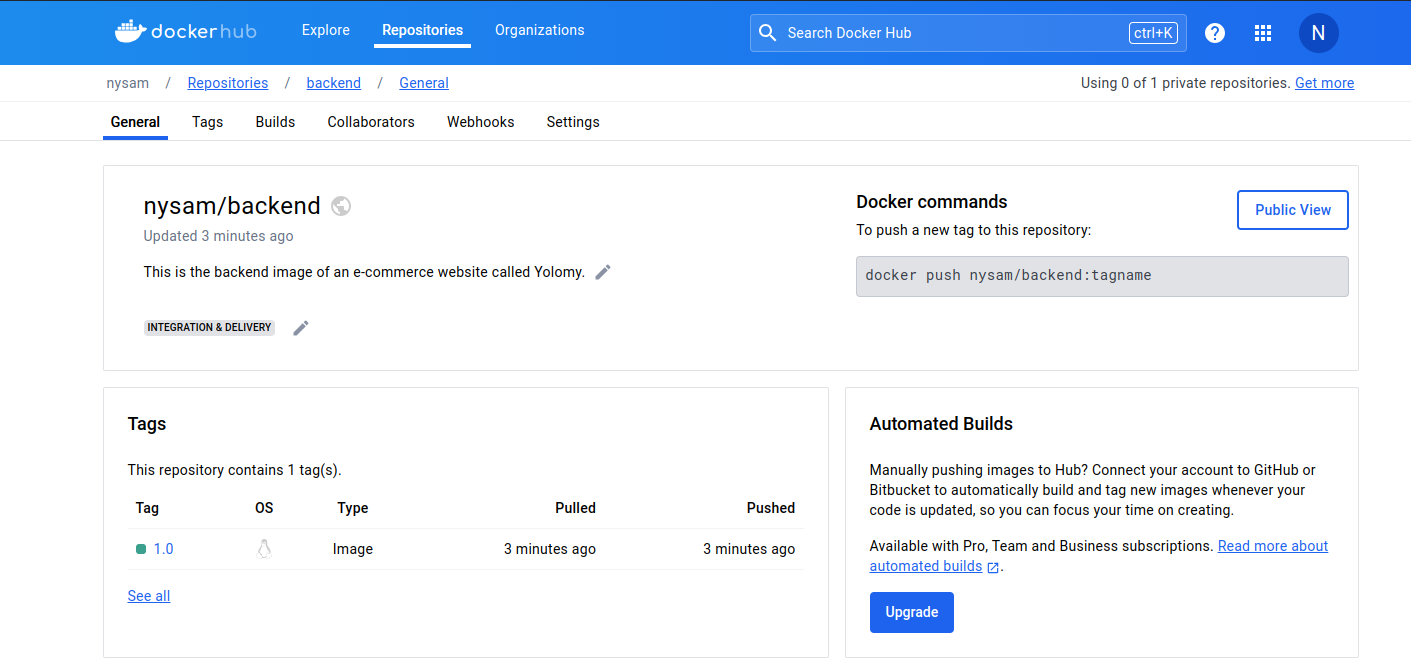 dockerhub Explore Repositories Organizations Search Docker Hub ctrl+K ? N
nysam / Repositories / backend / General Using 0 of 1 private repositories. Get more
General Tags Builds Collaborators Webhooks Settings
nysam/backend
Updated 3 minutes ago
This is the backend image of an e-commerce website called Yolomy.
INTEGRATION & DELIVERY
Docker commands
Public View
To push a new tag to this repository:
docker push nysam/backend:tagname
Tags
This repository contains 1 tag(s).
Tag OS Type Pulled Pushed
1.0 Image 3 minutes ago 3 minutes ago
See all
Automated Builds
Manually pushing images to Hub? Connect your account to GitHub or
Bitbucket to automatically build and tag new images whenever your
code is updated, so you can focus your time on creating.
Available with Pro, Team and Business subscriptions. Read more about
automated builds.
Upgrade